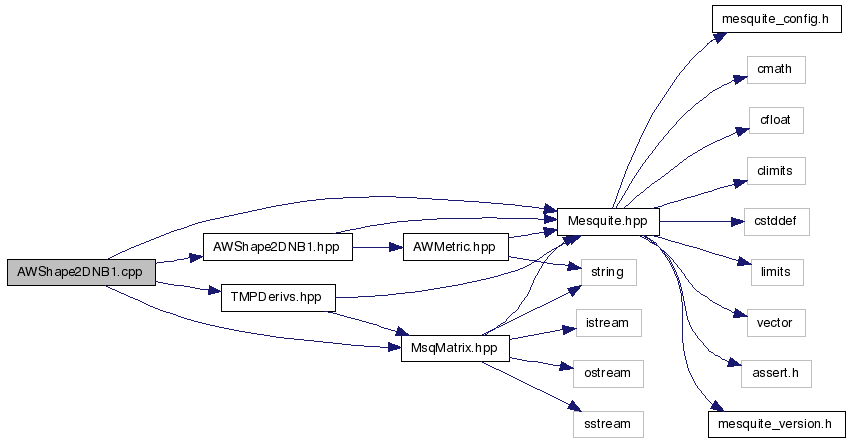 mesquite_config.h
cmath
cfloat
climits
cstddef
limits
vector
assert.h
mesquite_version.h
Mesquite.hpp
string
istream
ostream
sstream
AWShape2DNB1.hpp
AWMetric.hpp
AWShape2DNB1.cpp
TMPDerivs.hpp
MsqMatrix.hpp